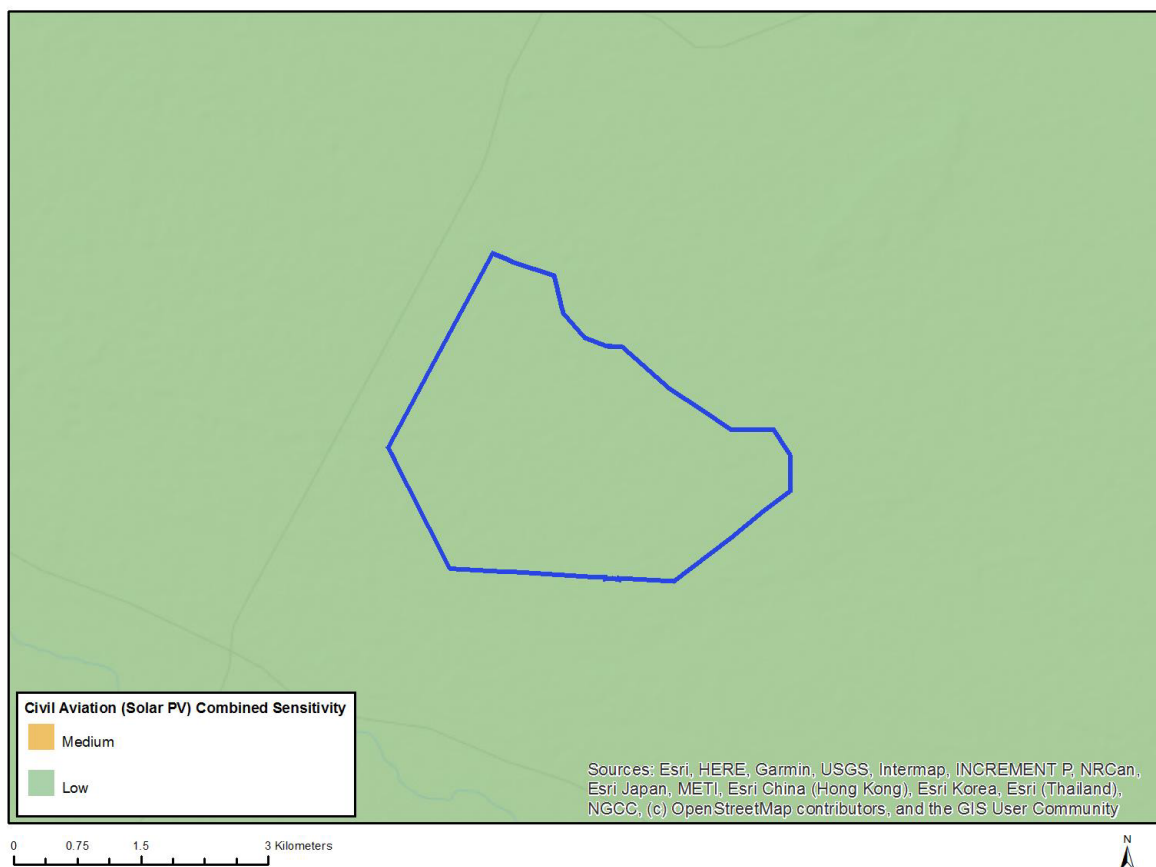 Civil Aviation (Solar PV) Combined Sensitivity
Medium
Low
Sources: Esri, HERE, Garmin, USGS, Intermap, INCREMENT P, NRCan,
Esri Japan, METI, Esri China (Hong Kong), Esri Korea, Esri (Thailand),
NGCC, (c) OpenStreetMap contributors, and the GIS User Community
0 0.75 1.5 3 Kilometers
N